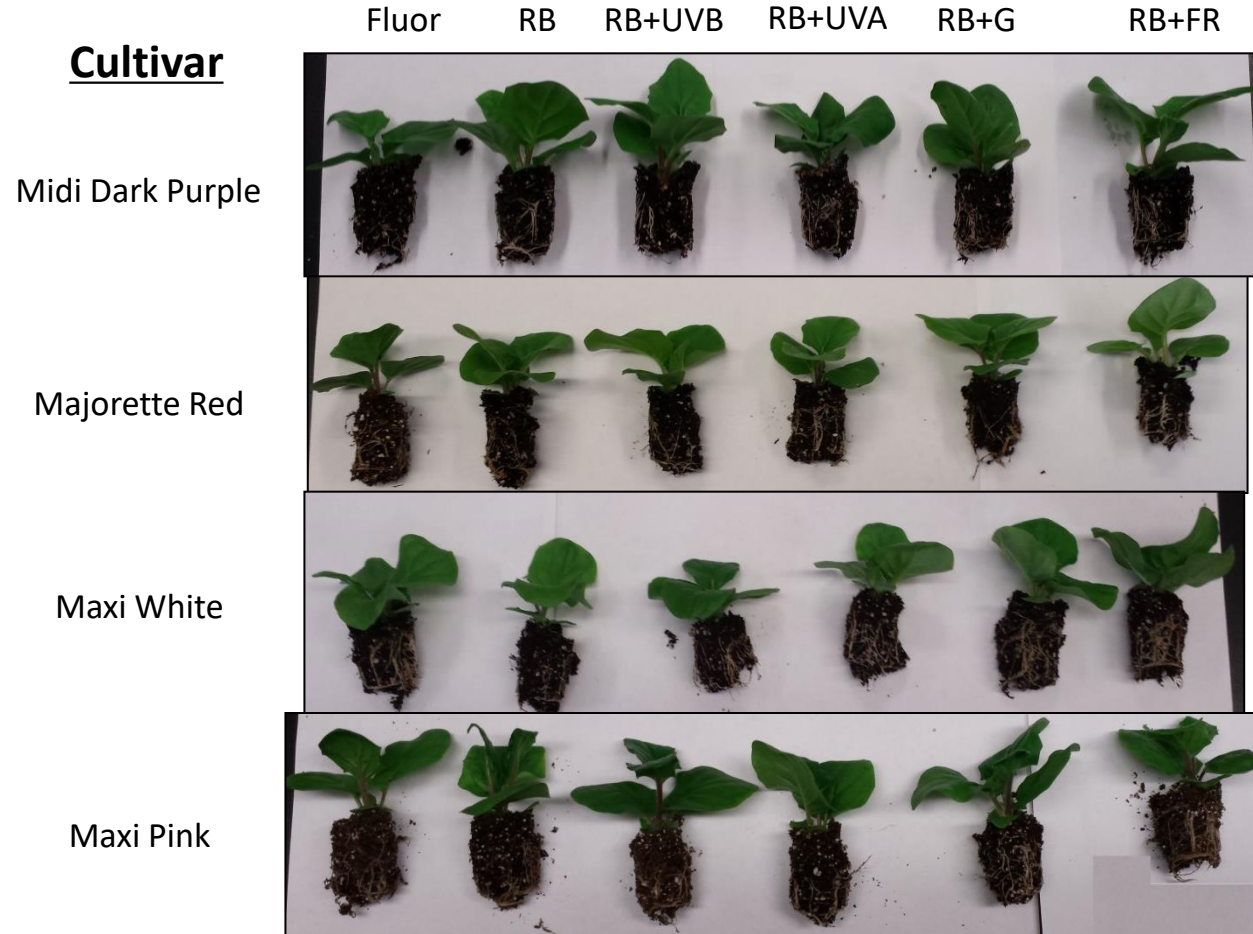 Fluor RB RB+UVB RB+UVA RB+G RB+FR
Cultivar
Midi Dark Purple
Majorette Red
Maxi White
Maxi Pink